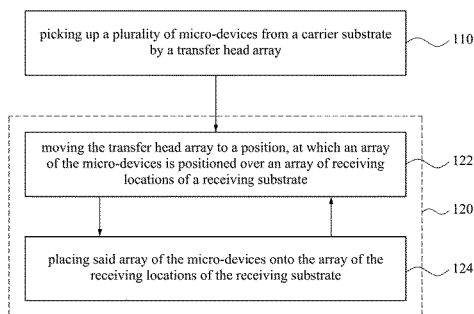 picking up a plurality of micro-devices from a carrier substrate
by a transfer head array
110
moving the transfer head array to a position, at which an array
of the micro-devices is positioned over an array of receiving
locations of a receiving substrate
122
120
placing said array of the micro-devices onto the array of the
receiving locations of the receiving substrate
124